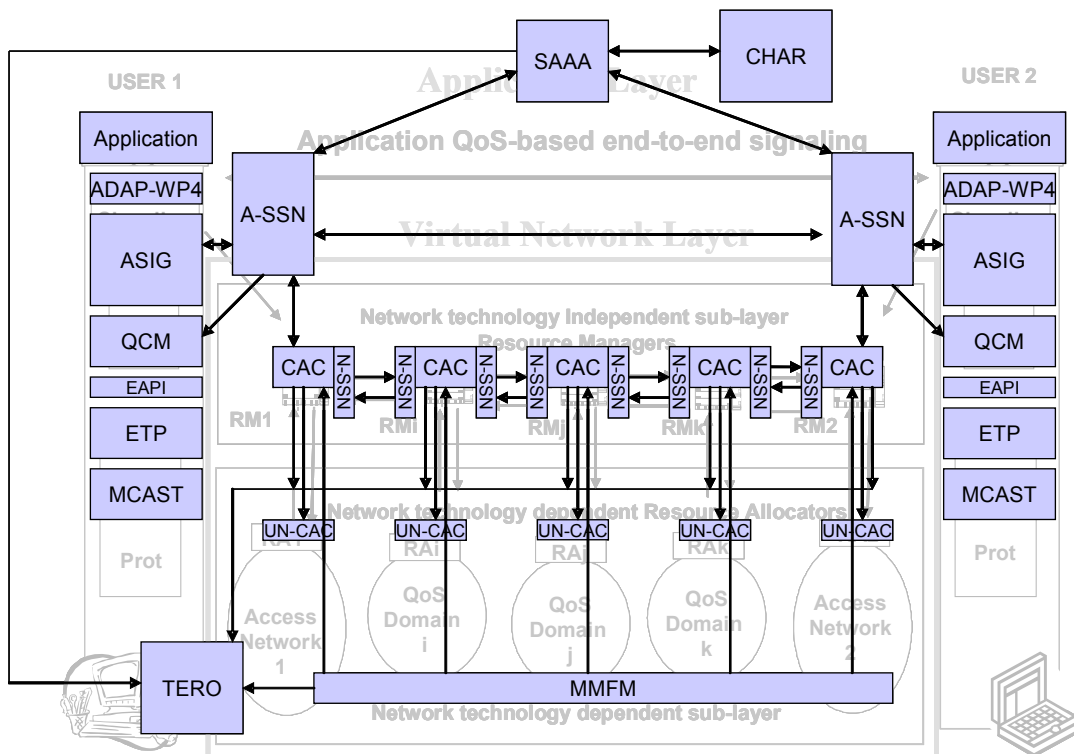 SAAA
CHAR
USER 1
USER 2
Layer
Application
Application
Application QoS-based end-to-end signaling
ADAP-WP4
ADAP-WP4
A-SSN
A-SSN
Virtual Network Layer
ASIG
ASIG
Network technology Independent sub-layer
Resource Managers
QCM
QCM
CAC
N-SSN
N-SSN
CAC
N-SSN
N-SSN
CAC
N-SSN
N-SSN
CAC
N-SSN
N-SSN
CAC
EAPI
EAPI
RM1
RMi
RMj
RMk
RM2
ETP
ETP
MCAST
MCAST
Network technology dependent Resource Allocators
UN-CAC
UN-CAC
UN-CAC
UN-CAC
UN-CAC
RAi
RAj
RAk
Prot
Prot
Access
Network
1
QoS
Domain
i
QoS
Domain
j
QoS
Domain
k
Access
Network
2
TERO
MMFM
Network technology dependent sub-layer